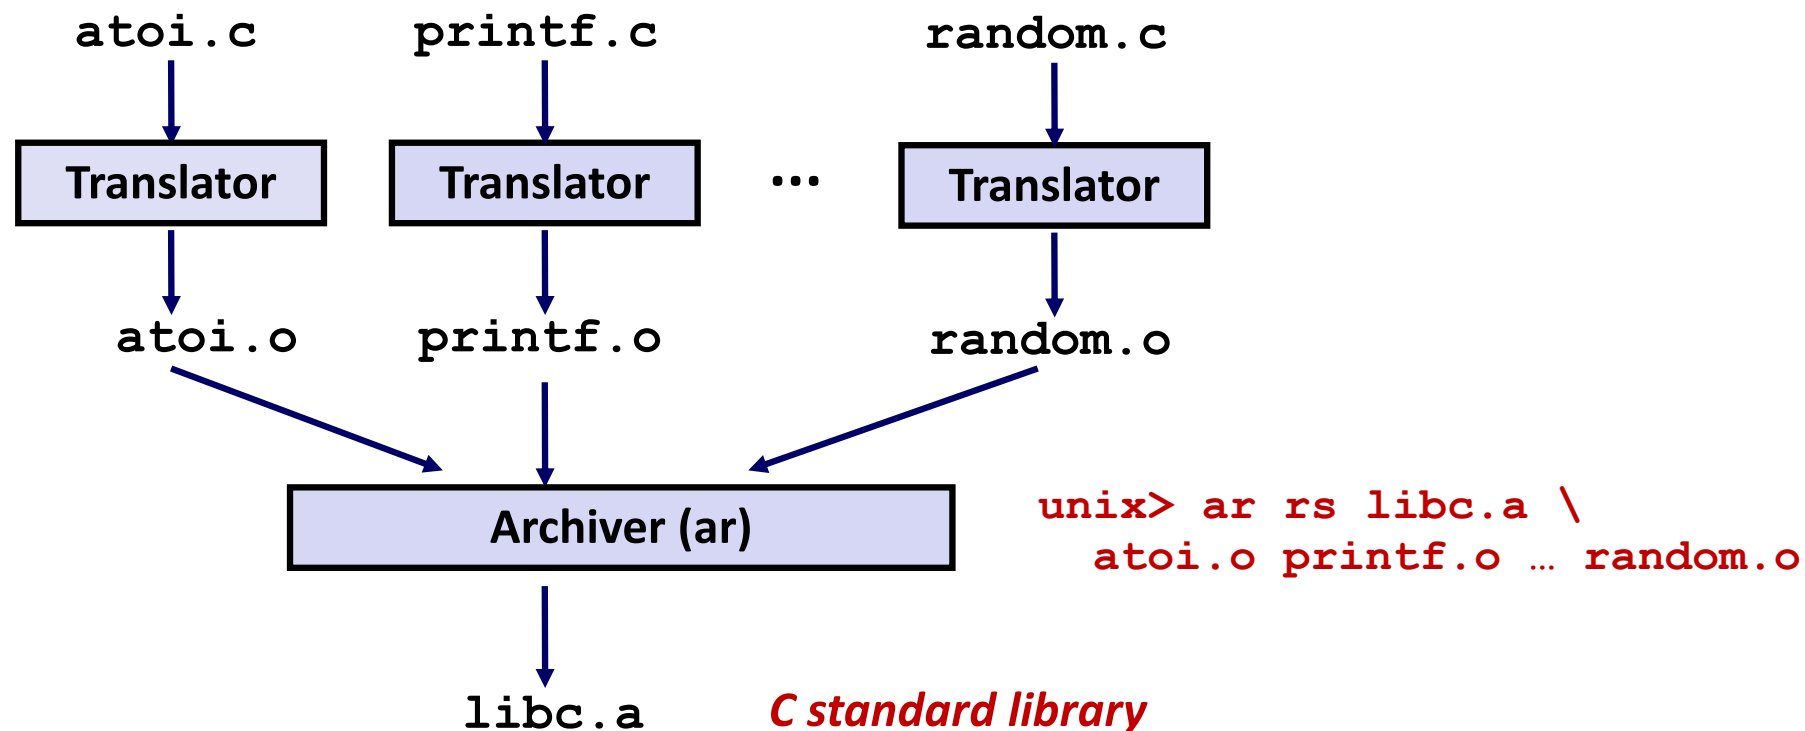 atoi.c printf.c random.c
Translator Translator ... Translator
atoi.o printf.o random.o
Archiver (ar)
unix> ar rs libc.a \
atoi.o printf.o … random.o
libc.a C standard library